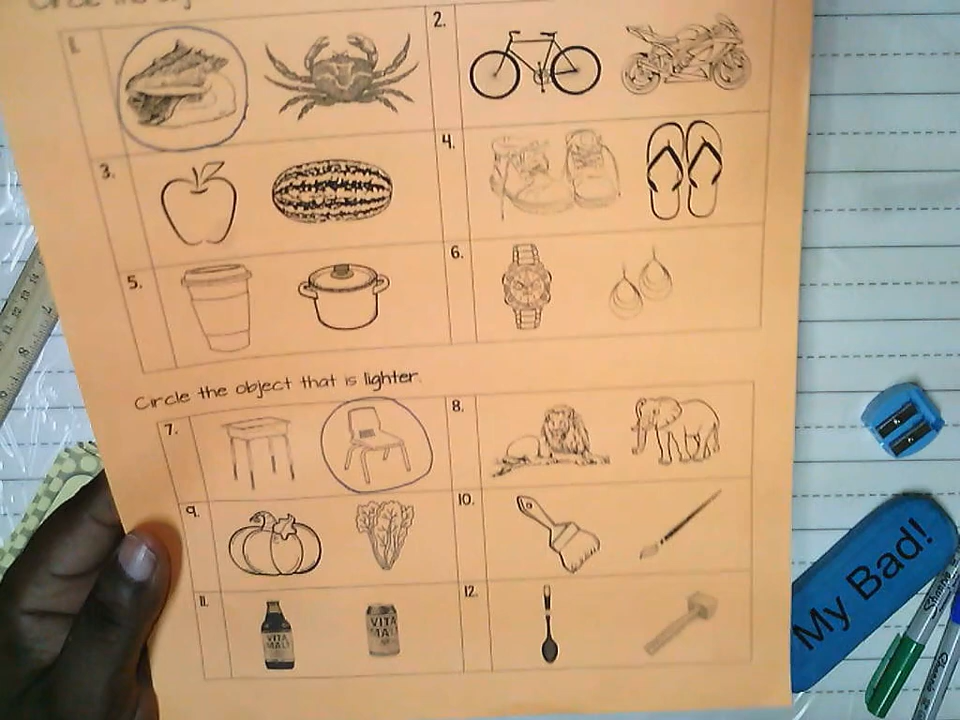 1.
2.
3.
4.
5.
6.
Circle the object that is lighter.
7.
8.
9.
10.
11.
VITA
MALT
VITA
MALT
12.
My Bad!
Sharpie